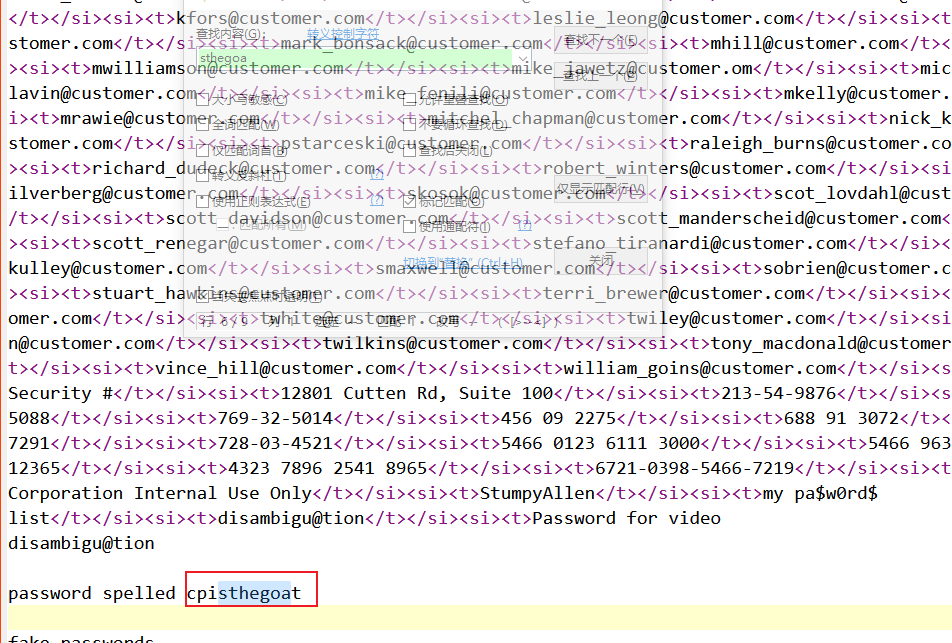 </t></si><si><t>kfors@customer.com</t></si><si><t>leslie_leong@customer.com</t></si><si><t>
stomer.com</t></si><si><t>mark_bonsack@customer.com</t></si><si><t>mhill@customer.com</t
><si><t>mwilliamson@customer.com</t></si><si><t>mike_jawetz@customer.om</t></si><si><t>mic
lavin@customer.com</t></si><si><t>mike_fenili@customer.com</t></si><si><t>mkelly@customer.
i><t>mrawie@customer.com</t></si><si><t>mitchel_chapman@customer.com</t></si><si><t>nick_k
stomer.com</t></si><si><t>pstarceski@customer.com</t></si><si><t>raleigh_burns@customer.co
><si><t>richard_dudeck@customer.com</t></si><si><t>robert_winters@customer.com</t></si><si
ilverberg@customer.com</t></si><si><t>skosok@customer.com</t></si><si><t>scot_lovdahl@cust
/t></si><si><t>scott_davidson@customer.com</t></si><si><t>scott_manderscheid@customer.com<
><si><t>scott_renegar@customer.com</t></si><si><t>stefano_tiranardi@customer.com</t></si><
kulley@customer.com</t></si><si><t>smaxwell@customer.com</t></si><si><t>sobrien@customer.c
><si><t>stuart_hawkins@customer.com</t></si><si><t>terri_brewer@customer.com</t></si><si><
omer.com</t></si><si><t>twhite@customer.com</t></si><si><t>twiley@customer.com</t></si><si
n@customer.com</t></si><si><t>twilkins@customer.com</t></si><si><t>tony_macdonald@customer
t></si><si><t>vince_hill@customer.com</t></si><si><t>william_goins@customer.com</t></si><s
Security #</t></si><si><t>12801 Cutten Rd, Suite 100</t></si><si><t>213-54-9876</t></si><s
5088</t></si><si><t>769-32-5014</t></si><si><t>456 09 2275</t></si><si><t>688 91 3072</t><
7291</t></si><si><t>728-03-4521</t></si><si><t>5466 0123 6111 3000</t></si><si><t>5466 963
12365</t></si><si><t>4323 7896 2541 8965</t></si><si><t>6721-0398-5466-7219</t></si><si><t
Corporation Internal Use Only</t></si><si><t>StumpyAllen</t></si><si><t>my pa$w0rd$
list</t></si><si><t>disambigu@tion</t></si><si><t>Password for video
disambigu@tion
password spelled cpisthegoat
fake passwords
查找内容(G):
转义控制字符
查找下一个(F)
sthegoa
查找上一个(P)
大小写敏感(C)
允许重叠查找(O)
全词匹配(W)
不要循环查找(D)
仅匹配词首(B)
查找后关闭(L)
转义反斜杠(T)
(?)
仅显示匹配行(V)
使用正则表达式(E)
(?)
标记匹配(O)
匹配所有(M)
使用通配符(I)
(?)
切换到"替换" (Ctrl+H)
关闭
当失去焦点时透明(T)